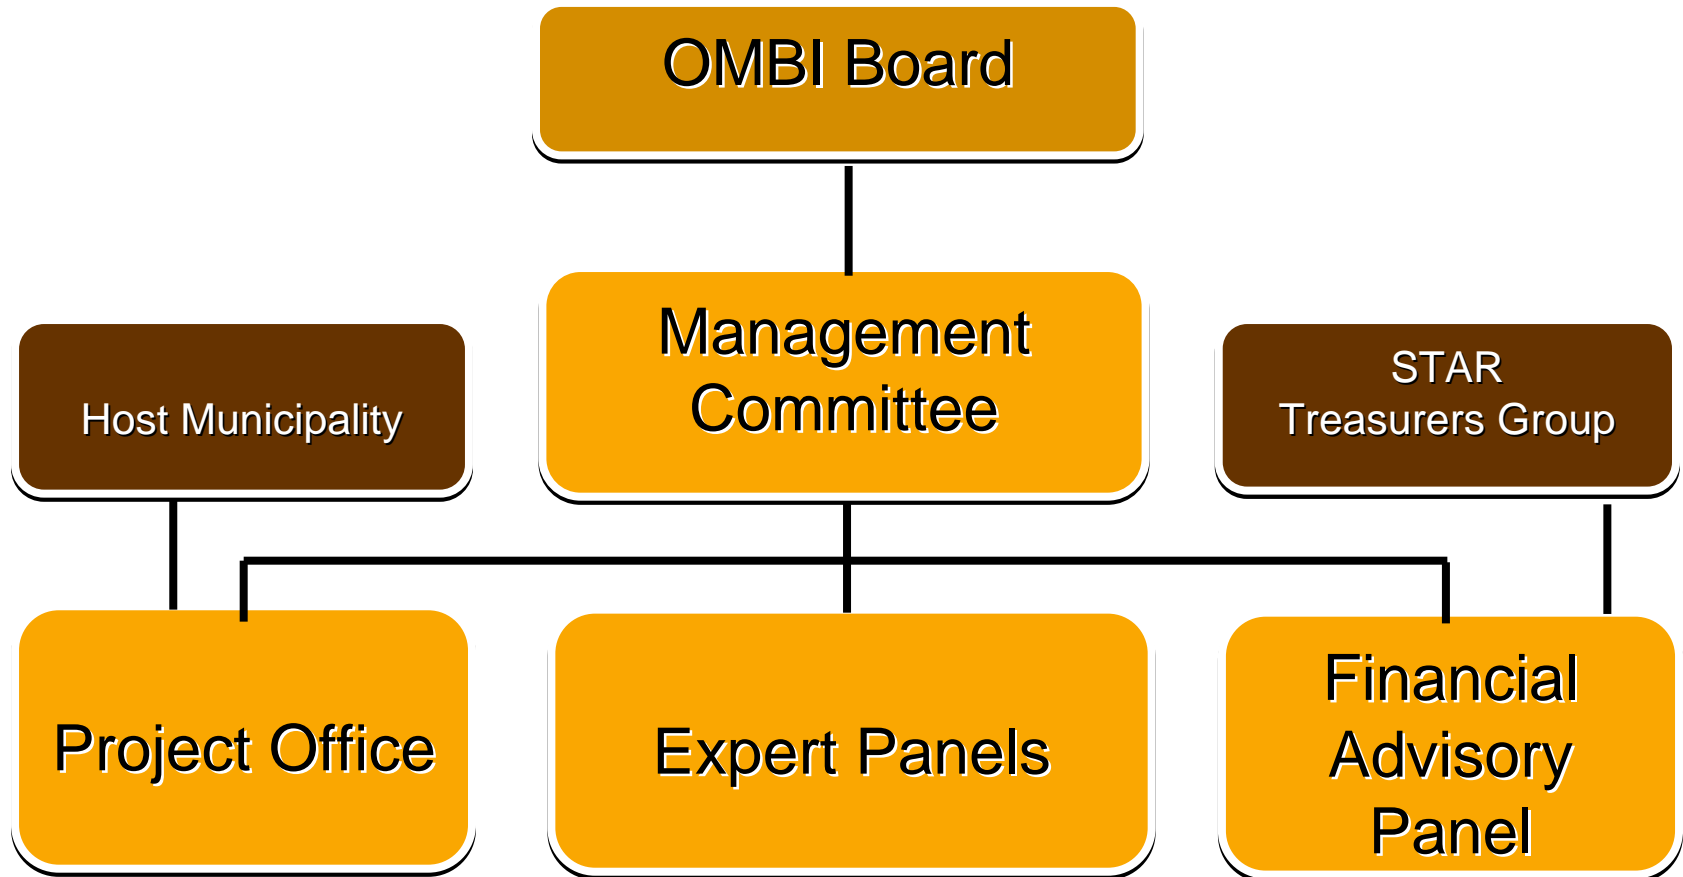 OMBI Board
Management
Committee
Host Municipality
STAR
Treasurers Group
Project Office
Expert Panels
Financial
Advisory
Panel